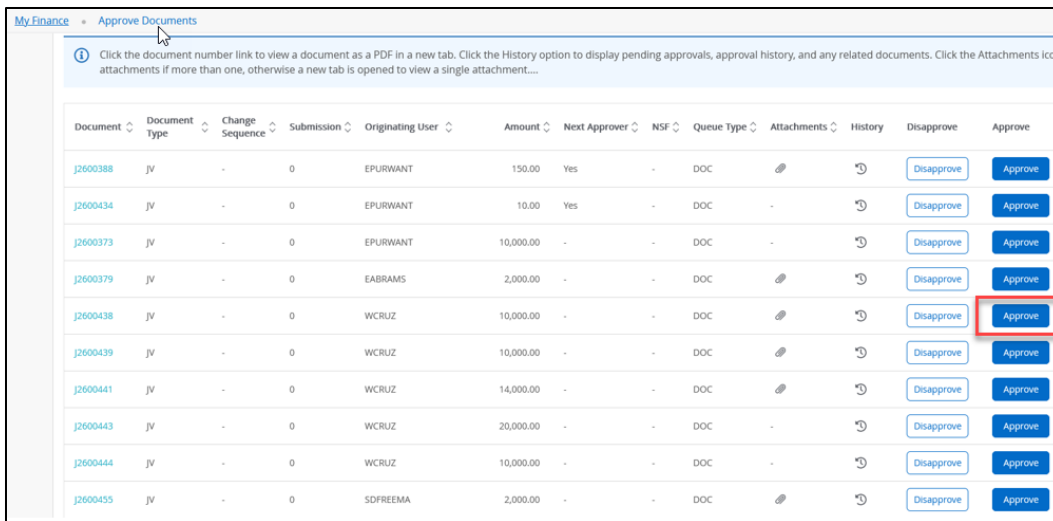 My Finance • Approve Documents
Click the document number link to view a document as a PDF in a new tab. Click the History option to display pending approvals, approval history, and any related documents. Click the Attachments ico
attachments if more than one, otherwise a new tab is opened to view a single attachment....
Document Document Type Change Sequence Submission Originating User Amount Next Approver NSF Queue Type Attachments History Disapprove Approve
J2600388 JV - 0 EPURWANT 150.00 Yes - DOC Disapprove Approve
J2600434 JV - 0 EPURWANT 10.00 Yes - DOC - Disapprove Approve
J2600373 JV - 0 EPURWANT 10,000.00 - - DOC - Disapprove Approve
J2600379 JV - 0 EABRAMS 2,000.00 - - DOC Disapprove Approve
J2600438 JV - 0 WCRUZ 10,000.00 - - DOC Disapprove Approve
J2600439 JV - 0 WCRUZ 10,000.00 - - DOC Disapprove Approve
J2600441 JV - 0 WCRUZ 14,000.00 - - DOC Disapprove Approve
J2600443 JV - 0 WCRUZ 20,000.00 - - DOC - Disapprove Approve
J2600444 JV - 0 WCRUZ 10,000.00 - - DOC - Disapprove Approve
J2600455 JV - 0 SDFREEMA 2,000.00 - - DOC Disapprove Approve